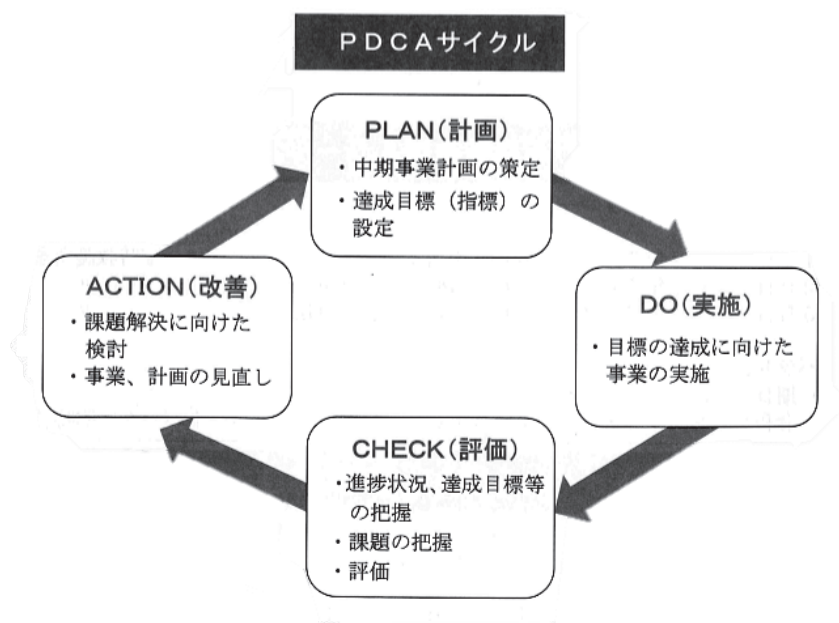 PDCAサイクル
PLAN(計画)
・中期事業計画の策定
・達成目標（指標）の
設定
ACTION(改善)
・課題解決に向けた
検討
・事業、計画の見直し
DO(実施)
・目標の達成に向けた
事業の実施
CHECK(評価)
・進捗状況、達成目標等
の把握
・課題の把握
・評価